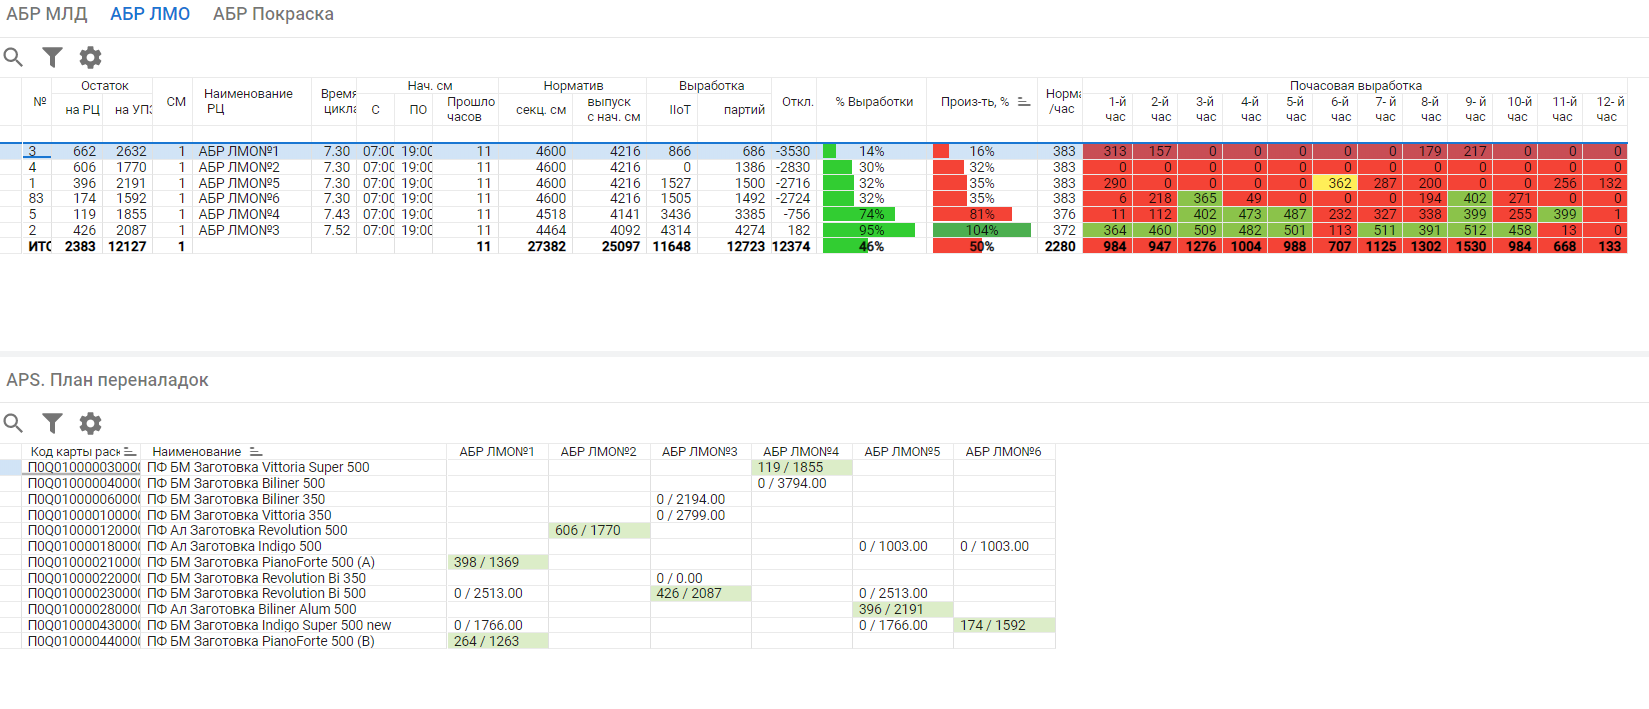 АБР МЛД АБР ЛМО АБР Покраска
Остаток Нач. см Норматив Выработка Почасовая выработка
№ на РЦ на УПЗ СМ Наименование РЦ Время цикла С ПО Прошло часов секц. см выпуск с нач. см IIoT партий Откл. % Выработки Произ-ть, % Норма /час 1-й час 2-й час 3-й час 4-й час 5-й час 6-й час 7- й час 8-й час 9- й час 10-й час 11-й час 12- й час
3 662 2632 1 АБР ЛМО№1 7.30 07:00 19:00 11 4600 4216 866 686 -3530 14% 16% 383 313 157 0 0 0 0 0 179 217 0 0 0
4 606 1770 1 АБР ЛМО№2 7.30 07:00 19:00 11 4600 4216 0 1386 -2830 30% 32% 383 0 0 0 0 0 0 0 0 0 0 0 0
1 396 2191 1 АБР ЛМО№5 7.30 07:00 19:00 11 4600 4216 1527 1500 -2716 32% 35% 383 290 0 0 0 0 362 287 200 0 0 256 132
83 174 1592 1 АБР ЛМО№6 7.30 07:00 19:00 11 4600 4216 1505 1492 -2724 32% 35% 383 6 218 365 49 0 0 0 194 402 271 0 0
5 119 1855 1 АБР ЛМО№4 7.43 07:00 19:00 11 4518 4141 3436 3385 -756 74% 81% 376 11 112 402 473 487 232 327 338 399 255 399 1
2 426 2087 1 АБР ЛМО№3 7.52 07:00 19:00 11 4464 4092 4314 4274 182 95% 104% 372 364 460 509 482 501 113 511 391 512 458 13 0
ИТО 2383 12127 1 11 27382 25097 11648 12723 12374 46% 50% 2280 984 947 1276 1004 988 707 1125 1302 1530 984 668 133
APS. План переналадок
Код карты раск Наименование АБР ЛМО№1 АБР ЛМО№2 АБР ЛМО№3 АБР ЛМО№4 АБР ЛМО№5 АБР ЛМО№6
П0Q010000030000 ПФ БМ Заготовка Vittoria Super 500 119 / 1855
П0Q010000040000 ПФ БМ Заготовка Biliner 500 0 / 3794.00
П0Q010000060000 ПФ БМ Заготовка Biliner 350 0 / 2194.00
П0Q010000100000 ПФ БМ Заготовка Vittoria 350 0 / 2799.00
П0Q010000120000 ПФ Ал Заготовка Revolution 500 606 / 1770
П0Q010000180000 ПФ Ал Заготовка Indigo 500 0 / 1003.00 0 / 1003.00
П0Q010000210000 ПФ БМ Заготовка PianoForte 500 (A) 398 / 1369
П0Q010000220000 ПФ БМ Заготовка Revolution Bi 350 0 / 0.00
П0Q010000230000 ПФ БМ Заготовка Revolution Bi 500 0 / 2513.00 426 / 2087 0 / 2513.00
П0Q010000280000 ПФ Ал Заготовка Biliner Alum 500 396 / 2191
П0Q010000430000 ПФ БМ Заготовка Indigo Super 500 new 0 / 1766.00 0 / 1766.00 174 / 1592
П0Q010000440000 ПФ БМ Заготовка PianoForte 500 (B) 264 / 1263